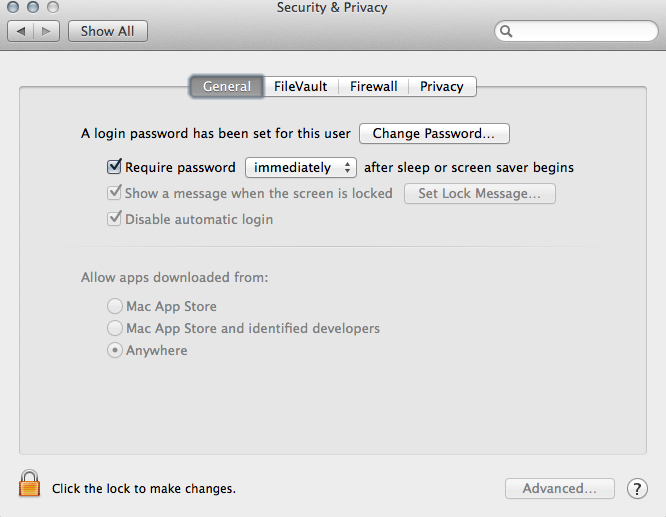 Security & Privacy
Show All
General FileVault Firewall Privacy
A login password has been set for this user Change Password...
Require password immediately after sleep or screen saver begins
Show a message when the screen is locked Set Lock Message...
Disable automatic login
Allow apps downloaded from:
Mac App Store
Mac App Store and identified developers
Anywhere
Click the lock to make changes. Advanced... ?